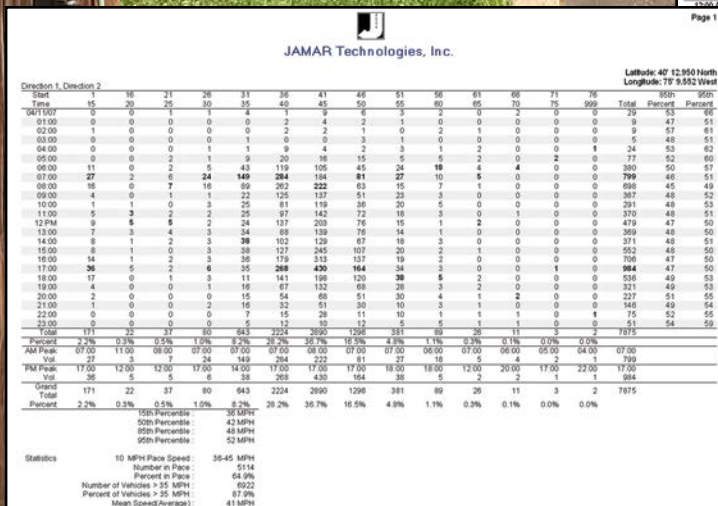 12:00
Page 1
JAMAR Technologies, Inc.
Latitude: 40' 12.950 North
Longitude: 75' 9.552 West
Direction 1, Direction 2
Start 1 16 21 26 31 36 41 46 51 56 61 66 71 76 85th 95th
Time 15 20 25 30 35 40 45 50 55 60 65 70 75 999 Total Percent Percent
04/11/07 0 0 1 1 4 1 9 6 3 2 0 2 0 0 29 53 66
01:00 0 0 0 0 0 2 4 2 1 0 0 0 0 0 9 47 51
02:00 1 0 0 0 0 2 2 1 0 2 1 0 0 0 9 57 61
03:00 0 0 0 0 1 0 0 3 1 0 0 0 0 0 5 48 51
04:00 0 0 0 1 1 9 4 2 3 1 2 0 0 1 24 53 62
05:00 0 0 2 1 9 20 16 15 5 5 2 0 2 0 77 52 60
06:00 11 0 2 5 43 119 105 45 24 18 4 4 0 0 380 50 57
07:00 27 2 6 24 149 284 184 81 27 10 5 0 0 0 799 46 51
08:00 16 0 7 16 89 262 222 63 15 7 1 0 0 0 698 45 49
09:00 4 0 1 1 22 125 137 51 23 3 0 0 0 0 367 48 52
10:00 1 1 0 3 25 81 119 36 20 5 0 0 0 0 291 48 53
11:00 5 3 2 2 25 97 142 72 18 3 0 1 0 0 370 48 51
12 PM 9 5 5 2 24 137 203 76 15 1 2 0 0 0 479 47 50
13:00 7 3 4 3 34 88 139 76 14 1 0 0 0 0 369 48 50
14:00 8 1 2 3 38 102 129 67 18 3 0 0 0 0 371 48 51
15:00 8 1 0 3 38 127 245 107 20 2 1 0 0 0 552 48 50
16:00 14 1 2 3 36 179 313 137 19 2 0 0 0 0 706 47 50
17:00 36 5 2 6 35 268 430 164 34 3 0 0 1 0 984 47 50
18:00 17 0 1 3 11 141 198 120 38 5 2 0 0 0 536 49 53
19:00 4 0 0 1 16 67 132 68 28 3 2 0 0 0 321 49 53
20:00 2 0 0 0 15 54 68 51 30 4 1 2 0 0 227 51 55
21:00 1 0 0 2 16 32 51 30 10 3 1 0 0 0 146 49 54
22:00 0 0 0 0 7 15 28 11 10 1 1 1 0 1 75 52 55
23:00 0 0 0 0 5 12 10 12 5 5 1 1 0 0 51 54 59
Total 171 22 37 80 643 2224 2890 1296 381 89 26 11 3 2 7875
Percent 2.2% 0.3% 0.5% 1.0% 8.2% 28.2% 36.7% 16.5% 4.8% 1.1% 0.3% 0.1% 0.0% 0.0%
AM Peak 07:00 11:00 08:00 07:00 07:00 07:00 08:00 07:00 07:00 06:00 07:00 06:00 05:00 04:00 07:00
Vol. 27 3 7 24 149 284 222 81 27 18 5 4 2 1 799
PM Peak 17:00 12:00 12:00 17:00 14:00 17:00 17:00 17:00 18:00 18:00 12:00 20:00 17:00 22:00 17:00
Vol. 36 5 5 6 38 268 430 164 38 5 2 2 1 1 984
Grand
Total 171 22 37 80 643 2224 2890 1296 381 89 26 11 3 2 7875
Percent 2.2% 0.3% 0.5% 1.0% 8.2% 28.2% 36.7% 16.5% 4.8% 1.1% 0.3% 0.1% 0.0% 0.0%
15th Percentile : 36 MPH
50th Percentile : 42 MPH
85th Percentile : 48 MPH
95th Percentile : 52 MPH
Statistics 10 MPH Pace Speed : 36-45 MPH
Number in Pace : 5114
Percent in Pace : 64.9%
Number of Vehicles > 35 MPH : 6922
Percent of Vehicles > 35 MPH : 87.9%
Mean Speed(Average) : 41 MPH